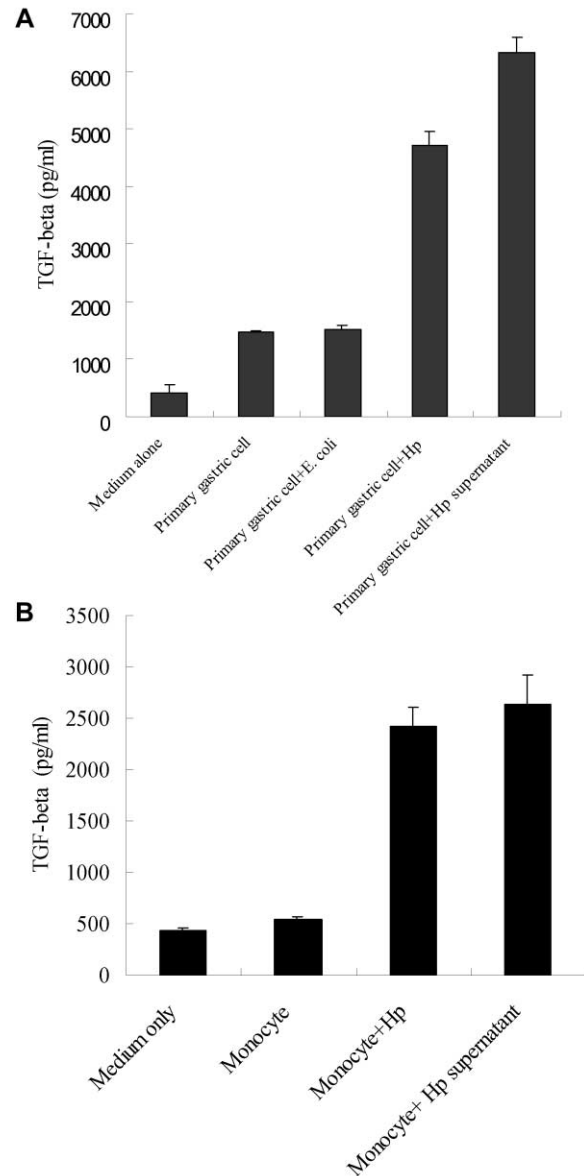 A
7000
6000
5000
4000
3000
2000
1000
0
TGF-beta (pg/ml)
Medium alone
Primary gastric cell
Primary gastric cell+E. coli
Primary gastric cell+Hp
Primary gastric cell+Hp supernatant
B
3500
3000
2500
2000
1500
1000
500
0
TGF-beta (pg/ml)
Medium only
Monocyte
Monocyte+Hp
Monocyte+ Hp supernatant